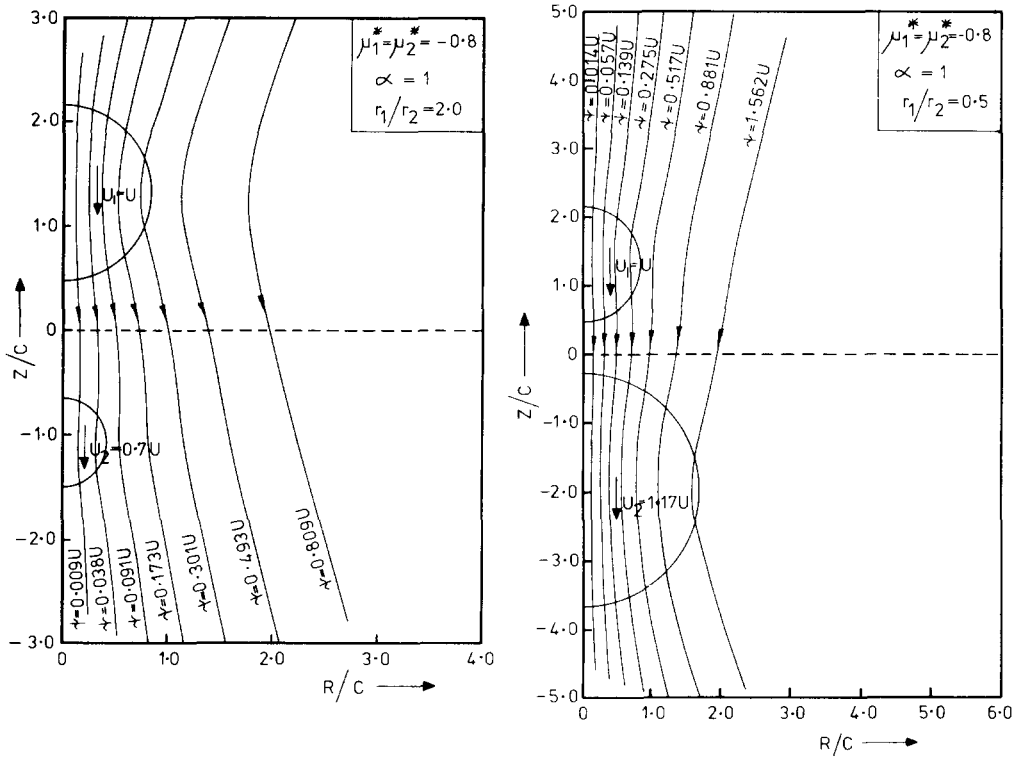 3.0
2.0
1.0
0
-1.0
-2.0
-3.0
Z/C
μ₁* = μ₂* = -0.8
α = 1
r₁/r₂ = 2.0
U₁=U
U₂=0.7U
ψ=0.009U
ψ=0.038U
ψ=0.091U
ψ=0.173U
ψ=0.301U
ψ=0.493U
ψ=0.809U
0 1.0 2.0 3.0 4.0
R/C
5.0
4.0
3.0
2.0
1.0
0
-1.0
-2.0
-3.0
-4.0
-5.0
Z/C
ψ=0.014U
ψ=0.057U
ψ=0.139U
ψ=0.275U
ψ=0.517U
ψ=0.881U
ψ=1.562U
μ₁* = μ₂* = -0.8
α = 1
r₁/r₂ = 0.5
U₁=U
U₂=1.17U
0 1.0 2.0 3.0 4.0 5.0 6.0
R/C